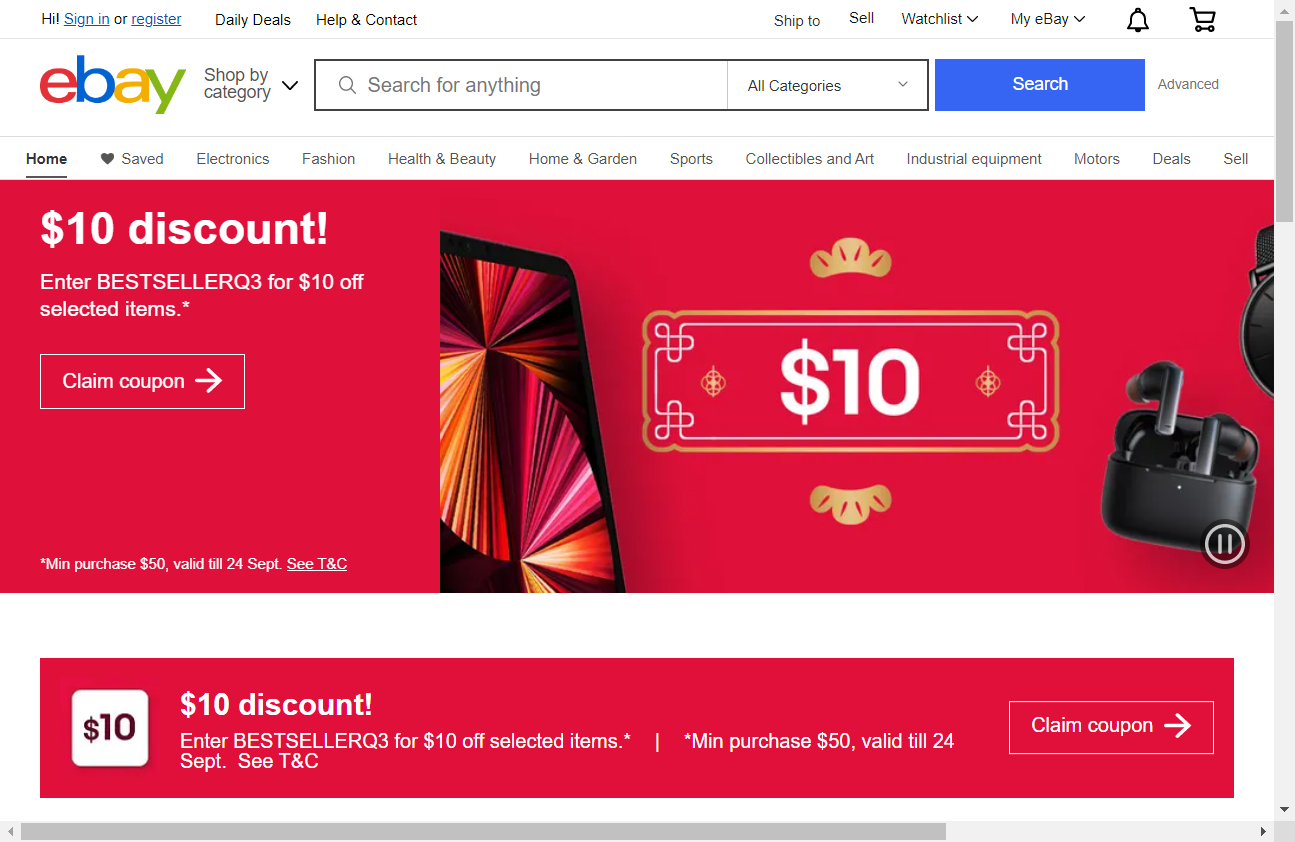 Hi! Sign in or register
Daily Deals
Help & Contact
Ship to
Sell
Watchlist
My eBay
ebay
Shop by
category
Search for anything
All Categories
Search
Advanced
Home
Saved
Electronics
Fashion
Health & Beauty
Home & Garden
Sports
Collectibles and Art
Industrial equipment
Motors
Deals
Sell
$10 discount!
Enter BESTSELLERQ3 for $10 off
selected items.*
Claim coupon
*Min purchase $50, valid till 24 Sept. See T&C
$10
$10
$10 discount!
Enter BESTSELLERQ3 for $10 off selected items.* | *Min purchase $50, valid till 24
Sept. See T&C
Claim coupon